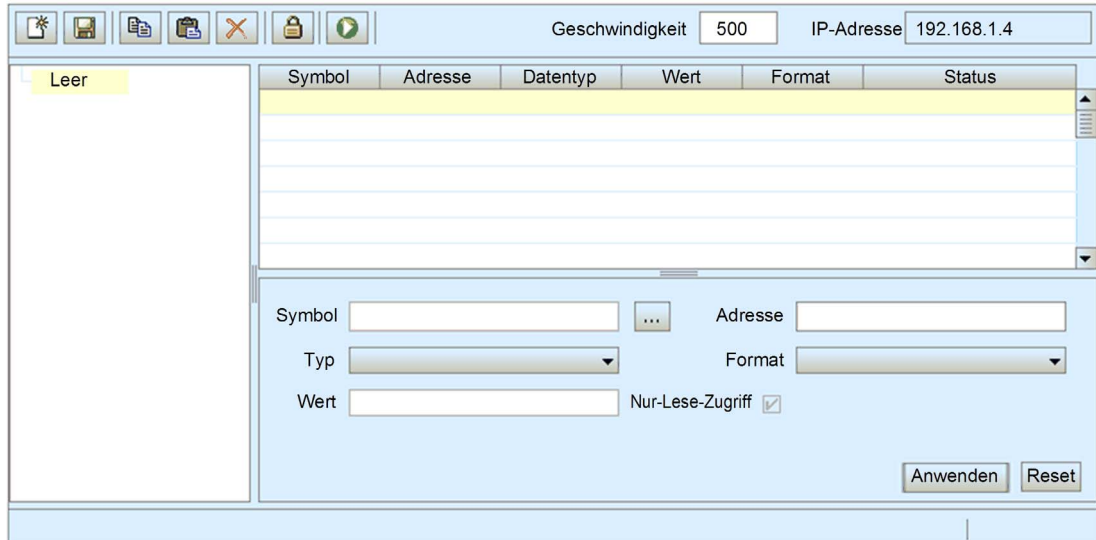 Geschwindigkeit 500 IP-Adresse 192.168.1.4
Leer
Symbol Adresse Datentyp Wert Format Status
Symbol ... Adresse
Typ Format
Wert Nur-Lese-Zugriff
Anwenden Reset